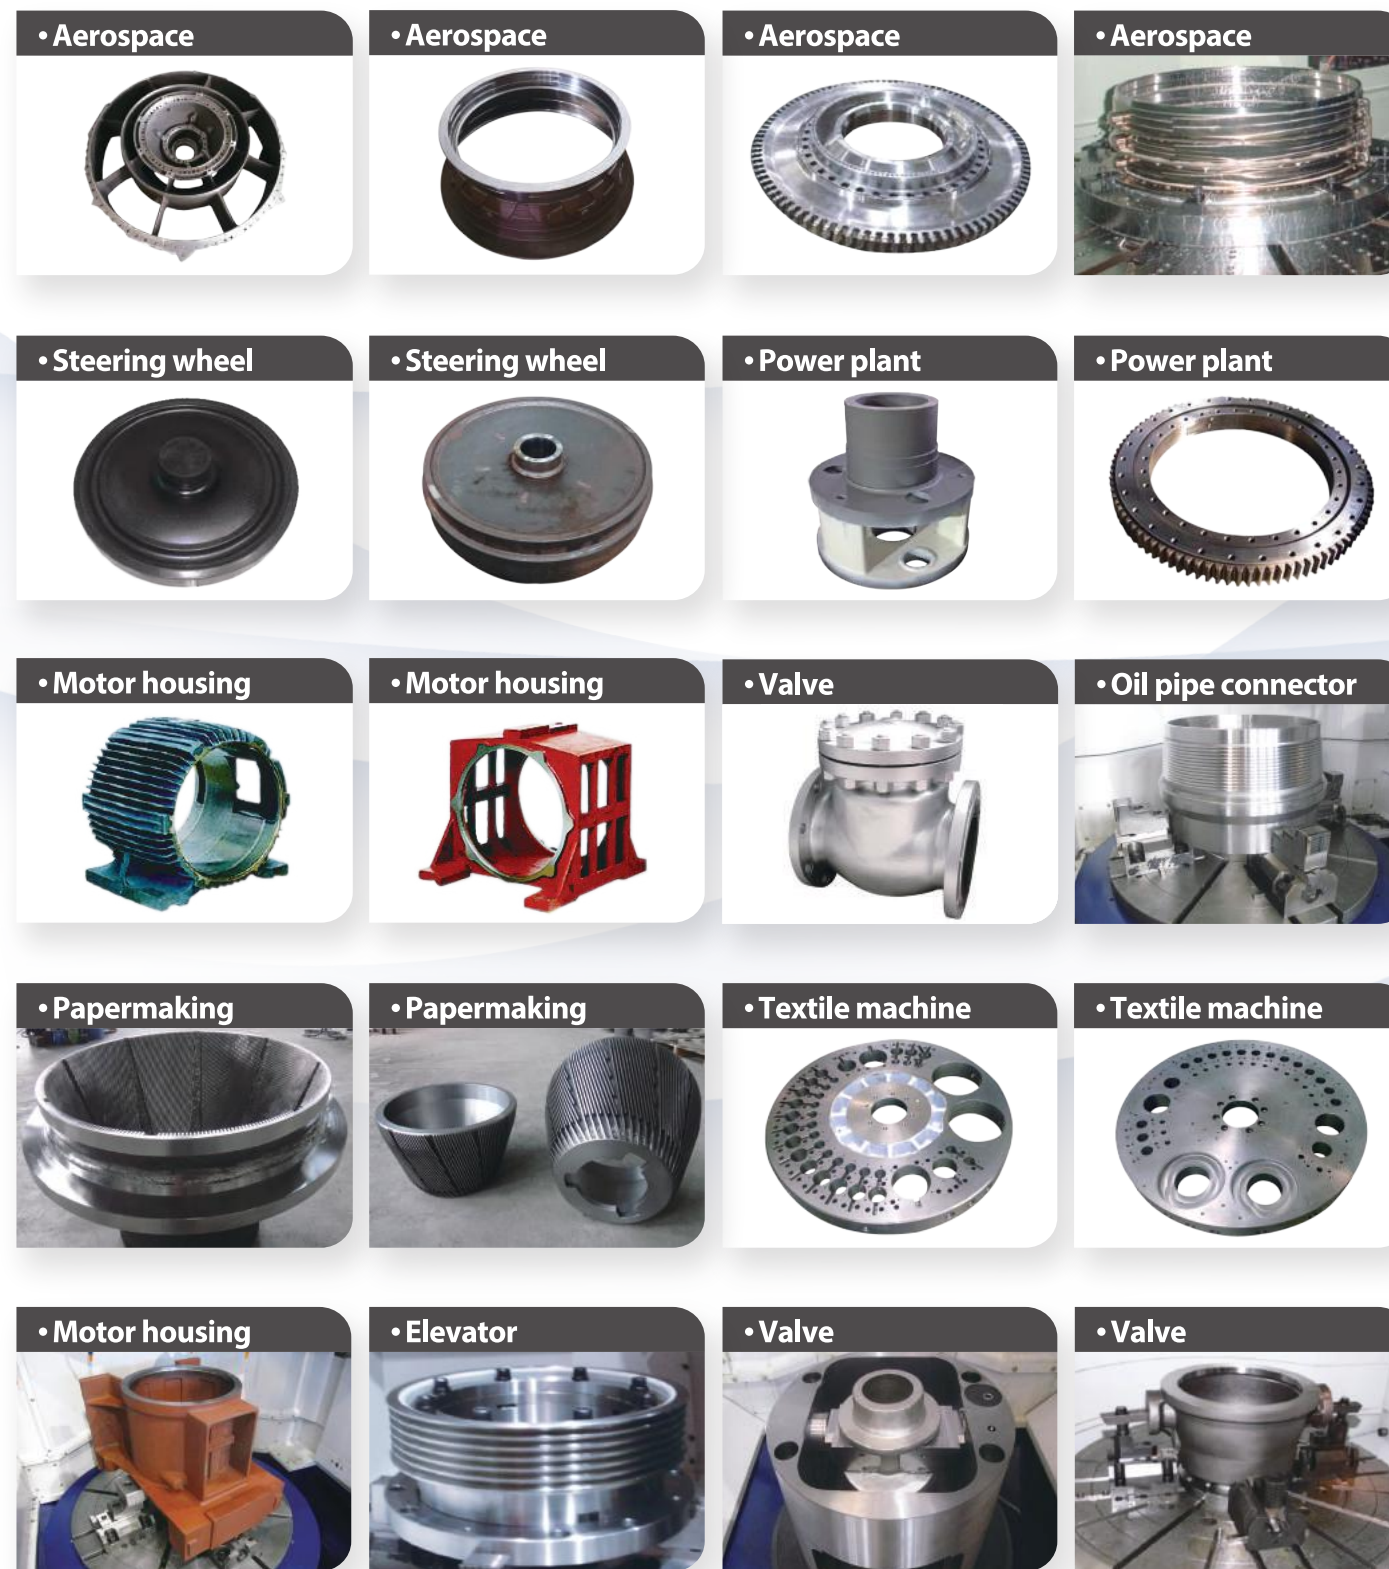 • Aerospace
• Aerospace
• Aerospace
• Aerospace
• Steering wheel
• Steering wheel
• Power plant
• Power plant
• Motor housing
• Motor housing
• Valve
• Oil pipe connector
• Papermaking
• Papermaking
• Textile machine
• Textile machine
• Motor housing
• Elevator
• Valve
• Valve